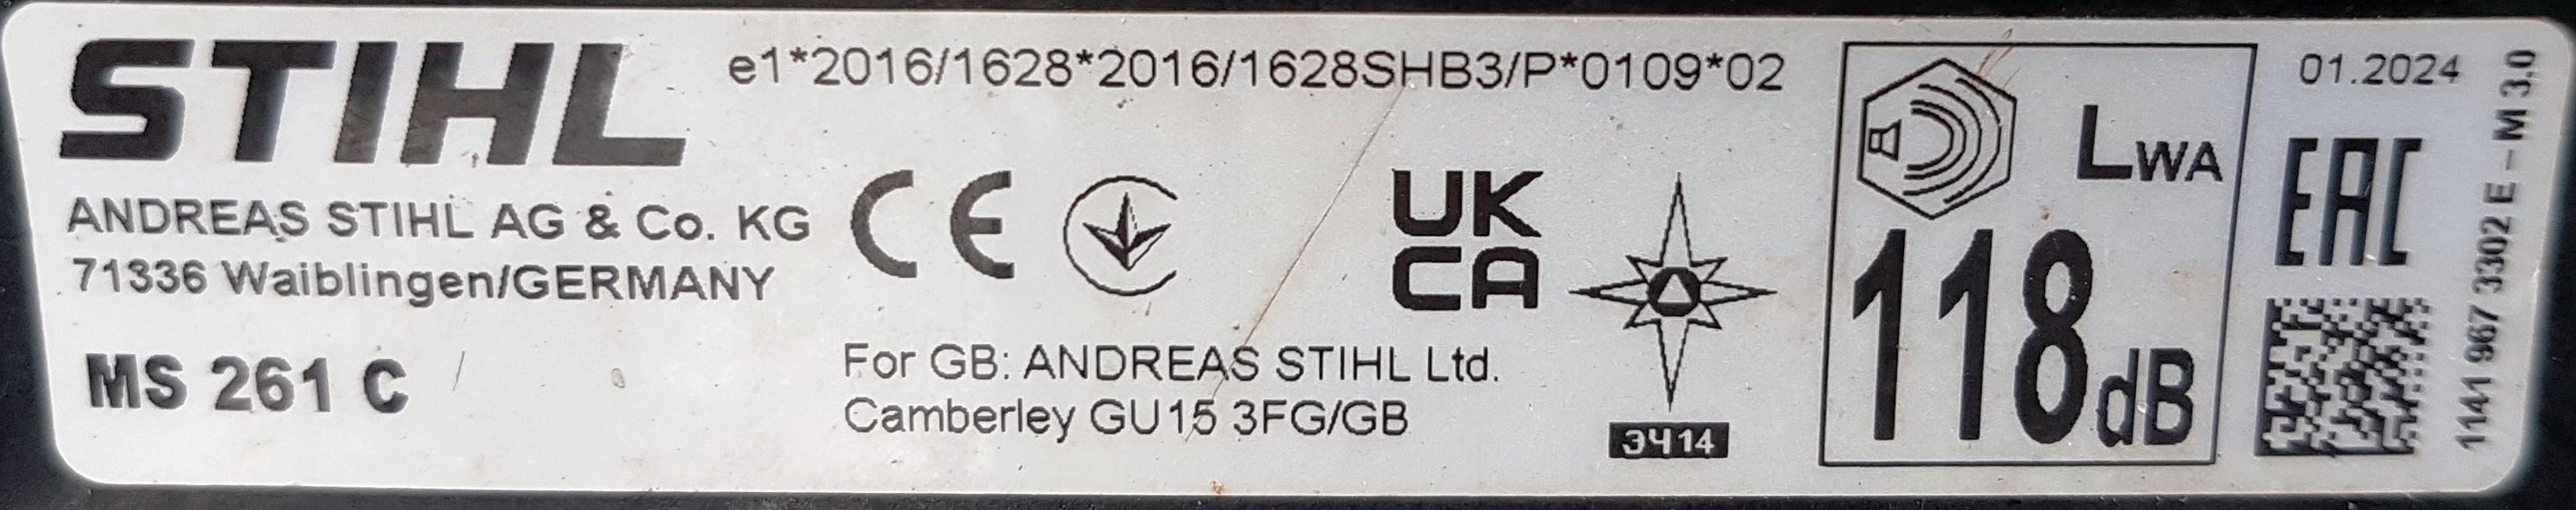 STIHL
e1*2016/1628*2016/1628SHB3/P*0109*02
ANDREAS STIHL AG & Co. KG
71336 Waiblingen/GERMANY
MS 261 C
CE
UK
CA
For GB: ANDREAS STIHL Ltd.
Camberley GU15 3FG/GB
ЭЧ14
LWA
118dB
01.2024
EAC
1141 967 3302 E – M 3,0